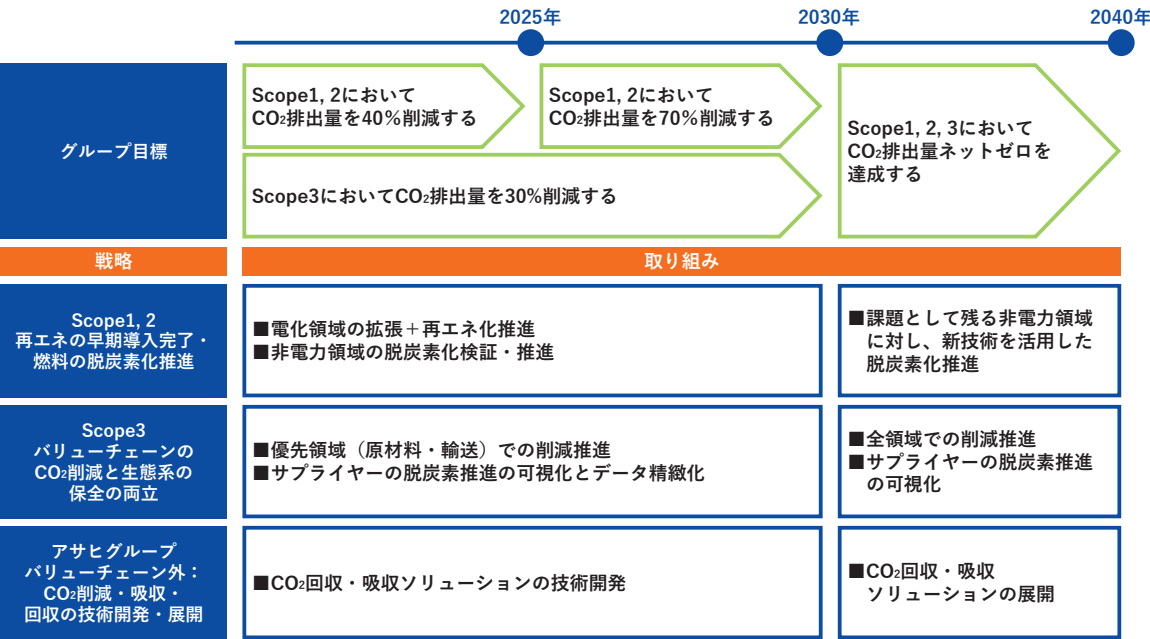 2025年
2030年
2040年
グループ目標
Scope1, 2において
CO₂排出量を40%削減する
Scope1, 2において
CO₂排出量を70%削減する
Scope3においてCO₂排出量を30%削減する
Scope1, 2, 3において
CO₂排出量ネットゼロを
達成する
戦略
取り組み
Scope1, 2
再エネの早期導入完了・
燃料の脱炭素化推進
■電化領域の拡張＋再エネ化推進
■非電力領域の脱炭素化検証・推進
■課題として残る非電力領域
に対し、新技術を活用した
脱炭素化推進
Scope3
バリューチェーンの
CO₂削減と生態系の
保全の両立
■優先領域（原材料・輸送）での削減推進
■サプライヤーの脱炭素推進の可視化とデータ精緻化
■全領域での削減推進
■サプライヤーの脱炭素推進
の可視化
アサヒグループ
バリューチェーン外：
CO₂削減・吸収・
回収の技術開発・展開
■CO₂回収・吸収ソリューションの技術開発
■CO₂回収・吸収
ソリューションの展開